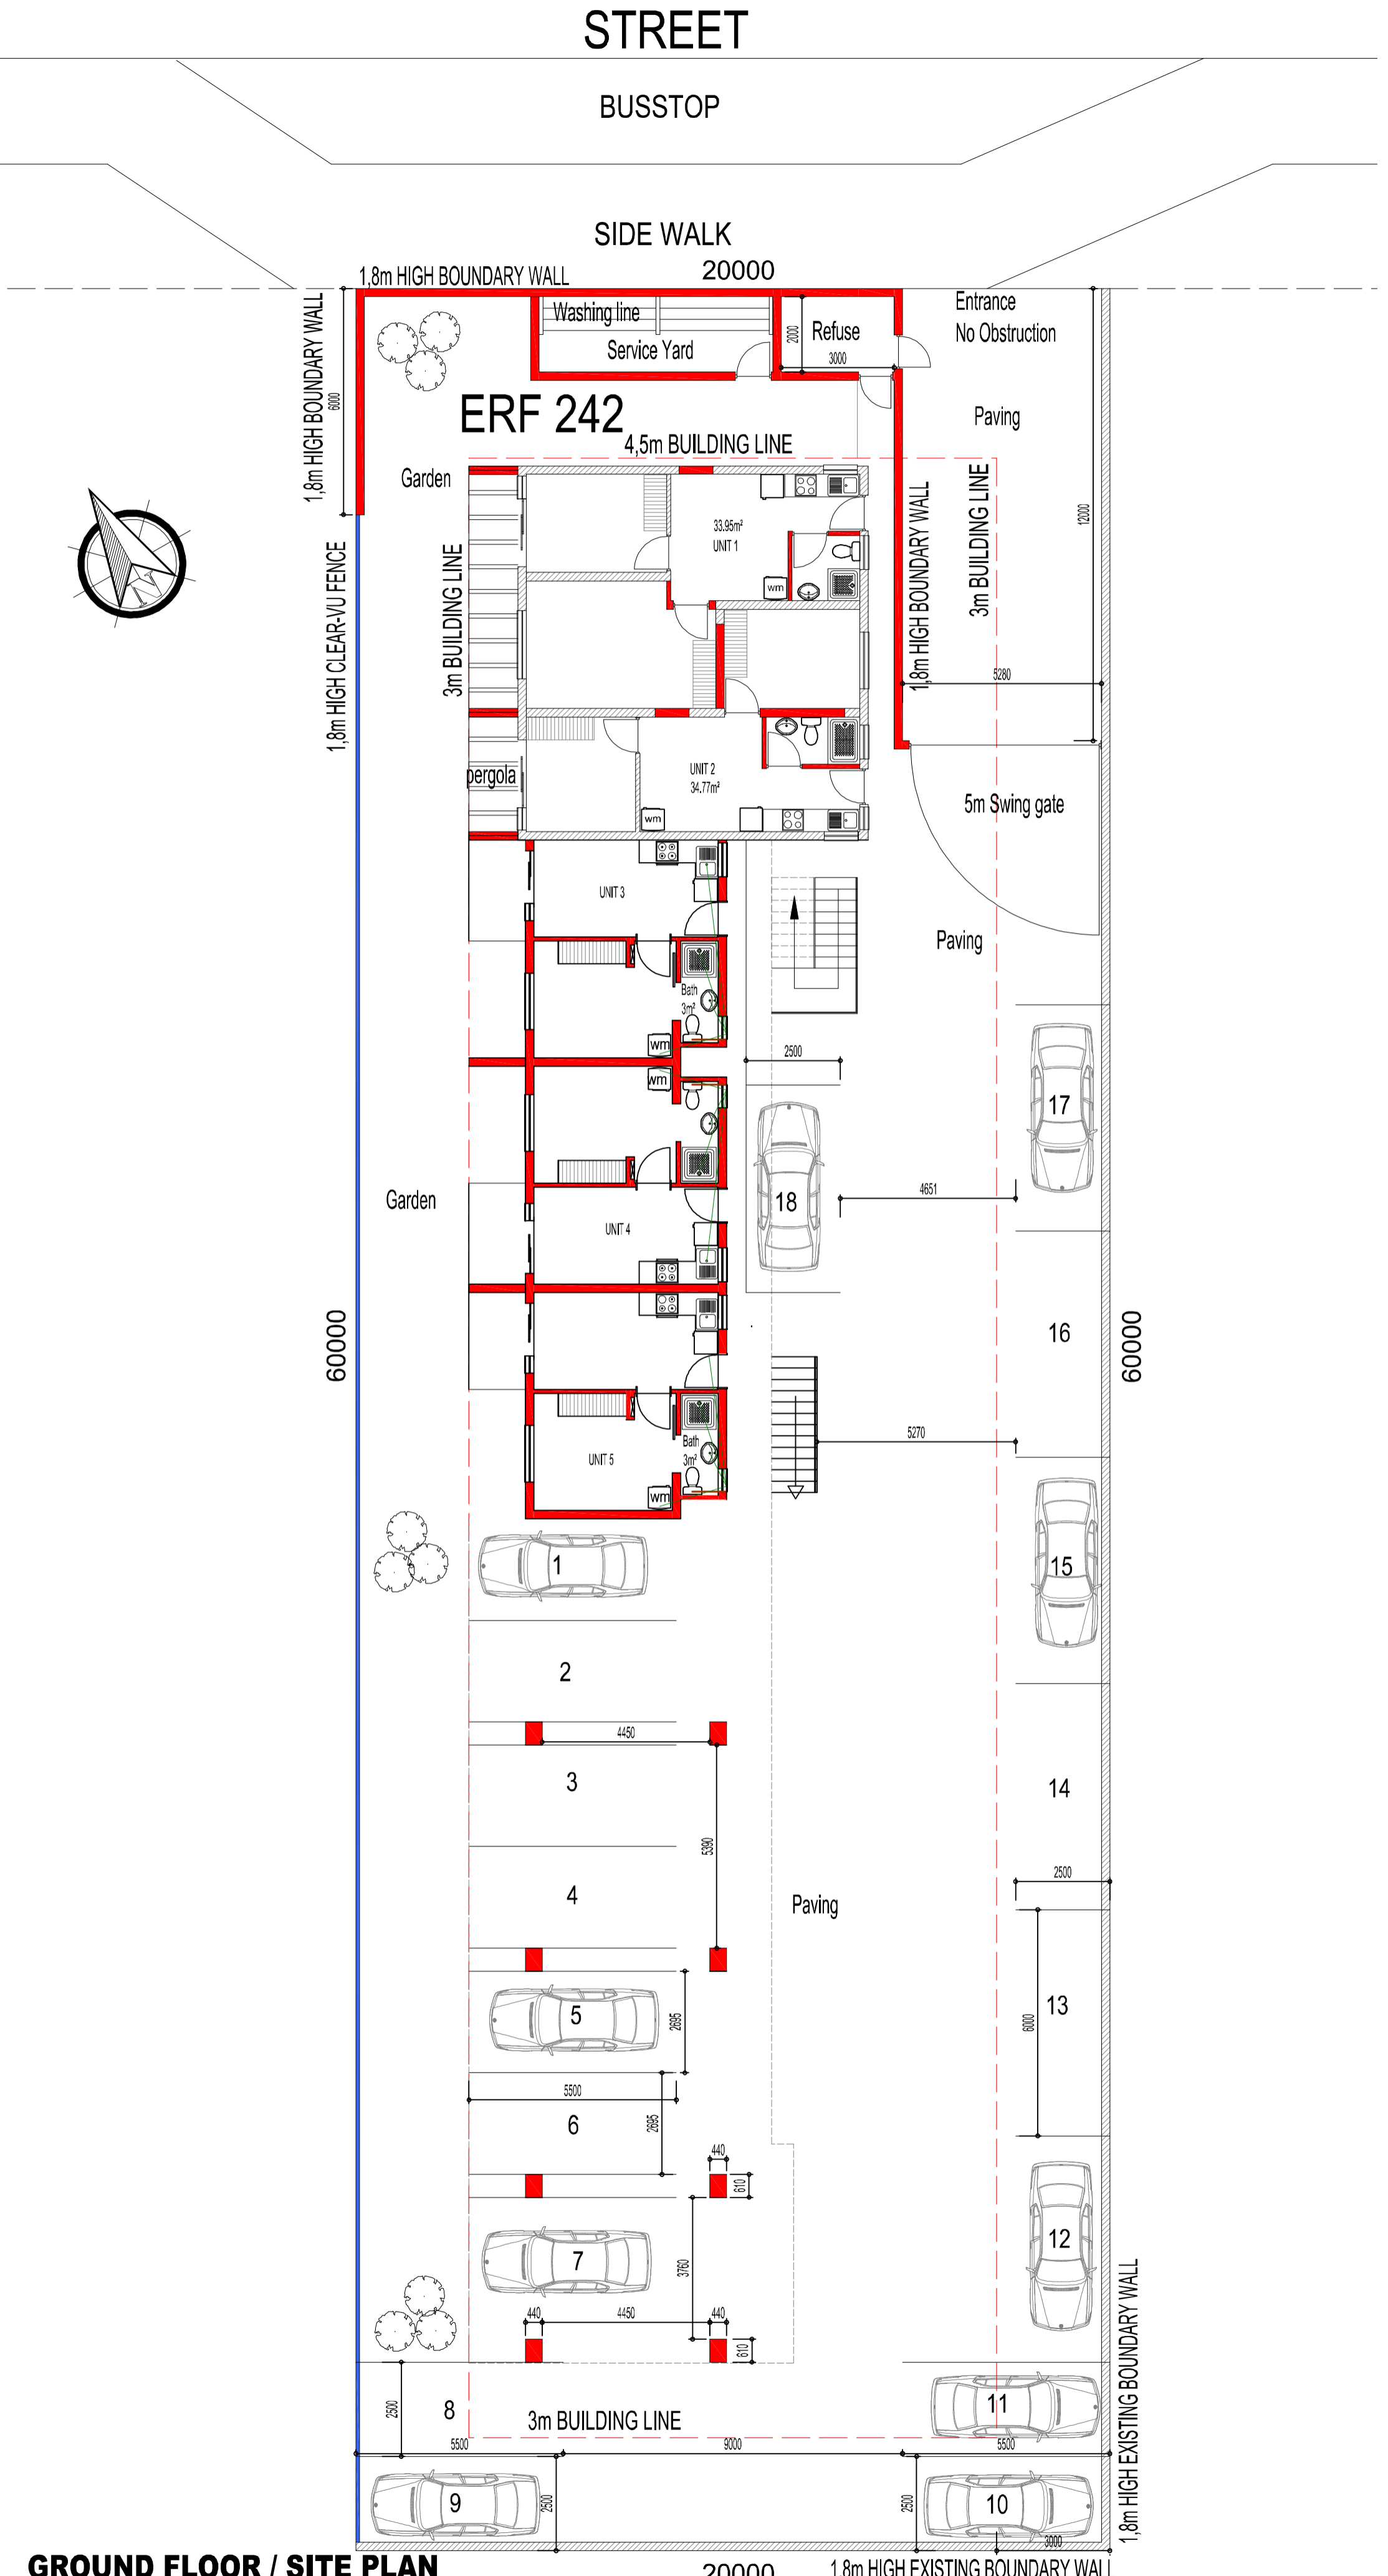 STREET
BUSSTOP
SIDE WALK
1,8m HIGH BOUNDARY WALL
20000
1,8m HIGH BOUNDARY WALL
6000
Washing line
Service Yard
2000
Refuse
3000
Entrance
No Obstruction
Paving
ERF 242
4,5m BUILDING LINE
Garden
1,8m HIGH CLEAR-VU FENCE
3m BUILDING LINE
33.95m²
UNIT 1
wm
1,8m HIGH BOUNDARY WALL
3m BUILDING LINE
12000
5280
pergola
UNIT 2
34.77m²
wm
5m Swing gate
UNIT 3
Paving
Bath
3m²
wm
2500
wm
17
18
4651
Garden
UNIT 4
60000
16
60000
5270
UNIT 5
Bath
3m²
wm
1
15
2
4450
3
14
5390
4
2500
Paving
5
2695
13
6000
5500
6
2695
440
610
12
7
3760
440
4450
440
610
1,8m HIGH EXISTING BOUNDARY WALL
8
2500
11
3m BUILDING LINE
5500
9000
5500
9
2500
2500
10
3000
GROUND FLOOR / SITE PLAN
20000
1,8m HIGH EXISTING BOUNDARY WALL